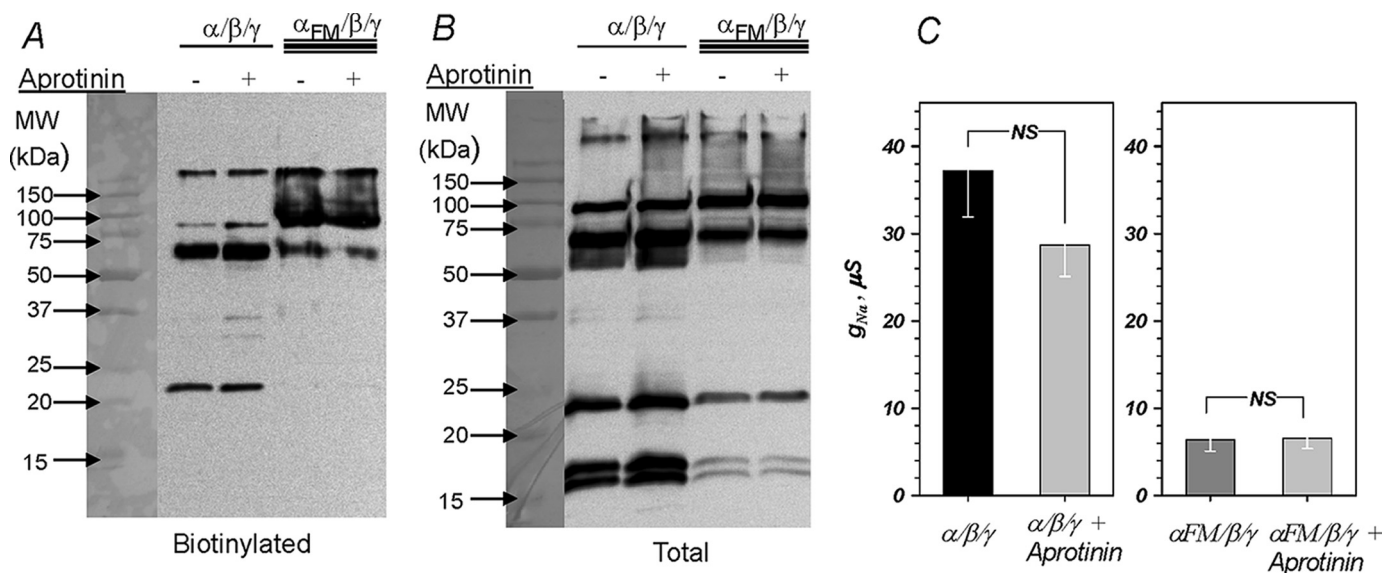 A
α/β/γ
αFM/β/γ
Aprotinin
-
+
-
+
MW
(kDa)
150
100
75
50
37
25
20
15
Biotinylated
B
α/β/γ
αFM/β/γ
Aprotinin
-
+
-
+
MW
(kDa)
150
100
75
50
37
25
20
15
Total
C
gNa, µS
40
30
20
10
0
NS
α/β/γ
α/β/γ +
Aprotinin
40
30
20
10
0
NS
αFM/β/γ
αFM/β/γ +
Aprotinin